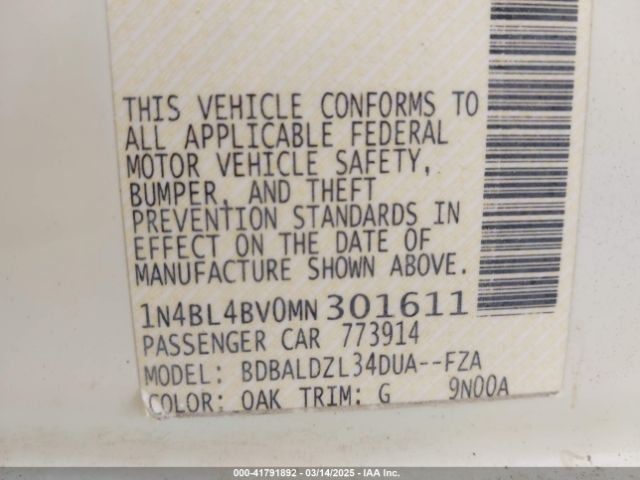 THIS VEHICLE CONFORMS TO
ALL APPLICABLE FEDERAL
MOTOR VEHICLE SAFETY,
BUMPER, AND THEFT
PREVENTION STANDARDS IN
EFFECT ON THE DATE OF
MANUFACTURE SHOWN ABOVE.
1N4BL4BV0MN301611
PASSENGER CAR 773914
MODEL: BDBALDZL34DUA--FZA
COLOR: OAK TRIM: G 9N00A
000-41791892 — 03/14/2025 — IAA Inc.